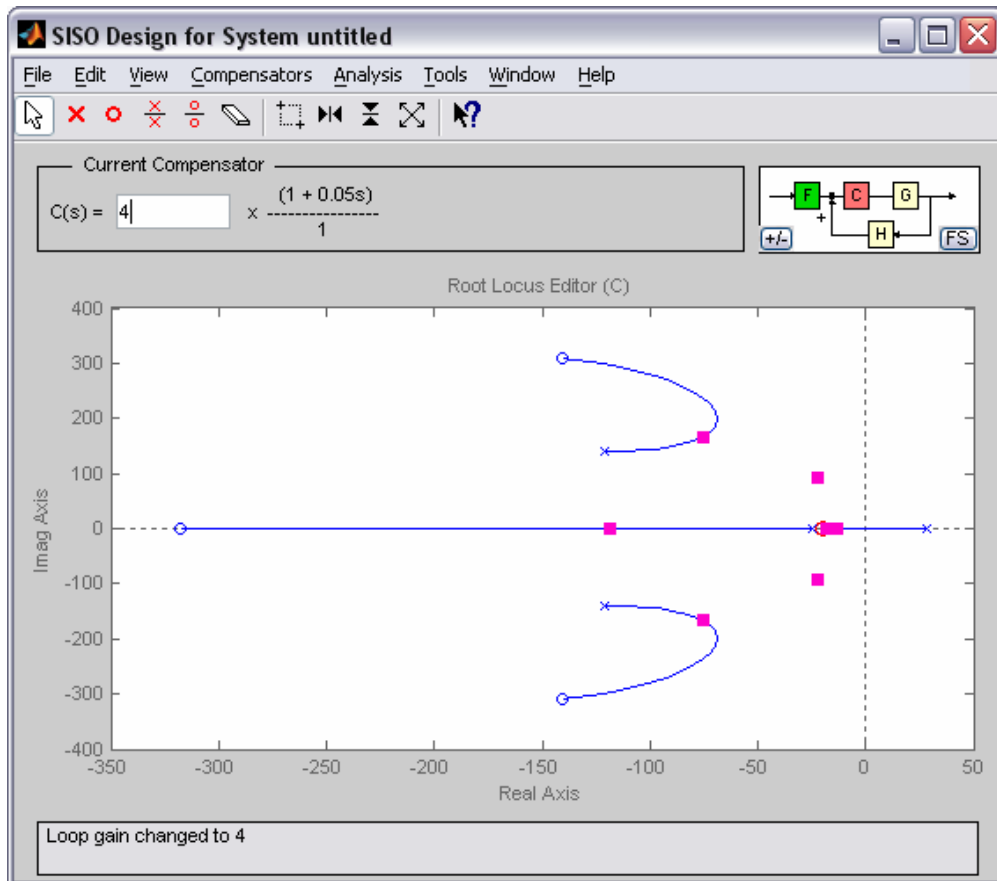 SISO Design for System untitled
File Edit View Compensators Analysis Tools Window Help
Current Compensator
C(s) = 4 x (1 + 0.05s)
----------------
1
F C G
+
H
+/- FS
Root Locus Editor (C)
400
300
200
100
0
-100
-200
-300
-400
Imag Axis
-350 -300 -250 -200 -150 -100 -50 0 50
Real Axis
Loop gain changed to 4